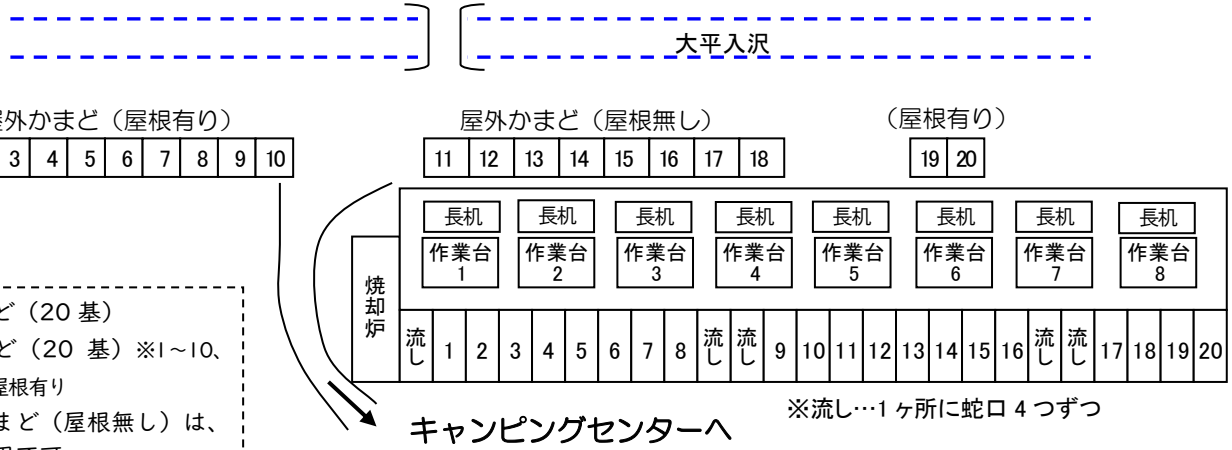 大平入沢
屋外かまど（屋根有り）
屋外かまど（屋根無し）
（屋根有り）
3 4 5 6 7 8 9 10
11 12 13 14 15 16 17 18
19 20
長机 長机 長机 長机 長机 長机 長机 長机
作業台 作業台 作業台 作業台 作業台 作業台 作業台 作業台
1 2 3 4 5 6 7 8
焼却炉
流し 1 2 3 4 5 6 7 8 流し 流し 9 10 11 12 13 14 15 16 流し 流し 17 18 19 20
ど（20 基）
ど（20 基）※1～10、
屋根有り
まど（屋根無し）は、
※流し…1 ヶ所に蛇口 4 つずつ
キャンピングセンターへ